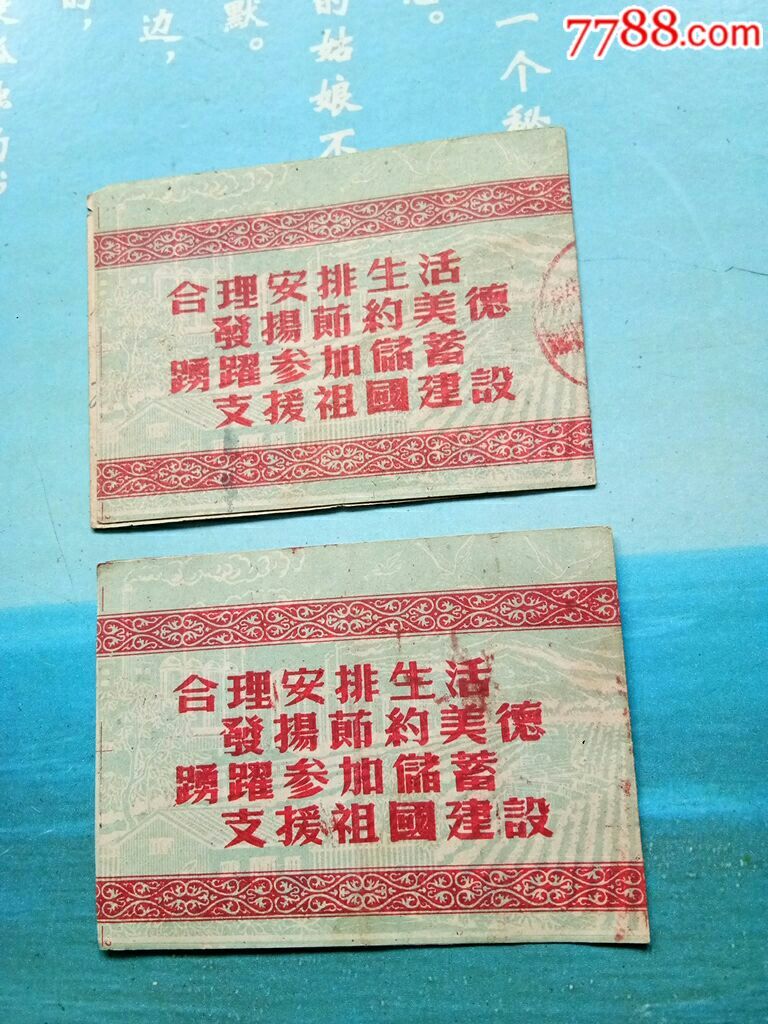 7788.com
一个秘
的姑娘不
默。
边，
合理安排生活
發揚節約美德
踴躍参加儲蓄
支援祖國建設
合理安排生活
發揚節約美德
踴躍参加儲蓄
支援祖國建設